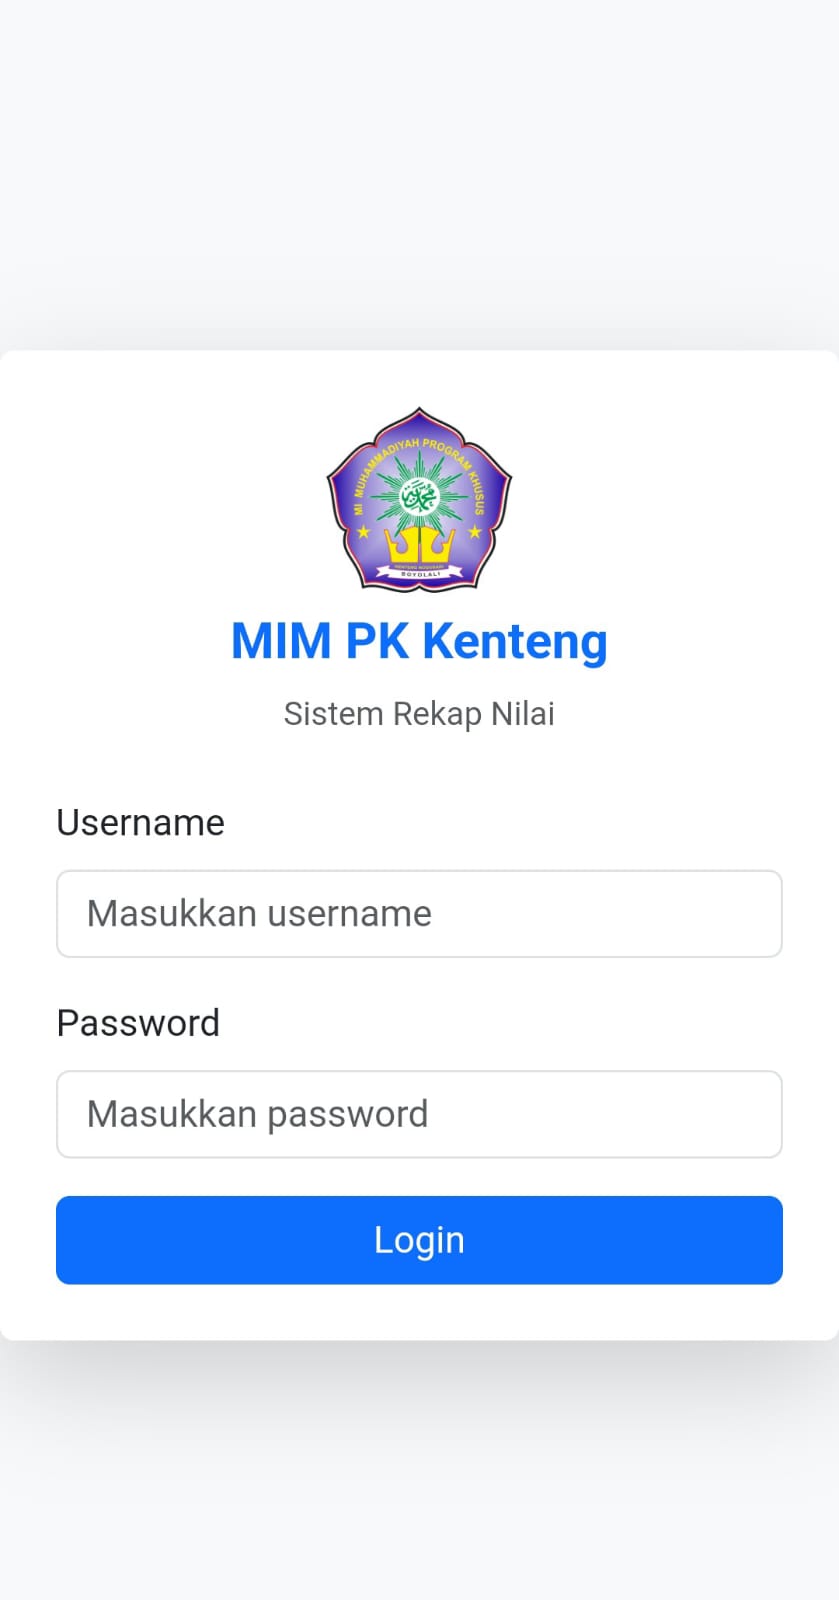 MI MUHAMMADIYAH PROGRAM KHUSUS
KENTENG NOGOSARI
BOYOLALI
MIM PK Kenteng
Sistem Rekap Nilai
Username
Masukkan username
Password
Masukkan password
Login